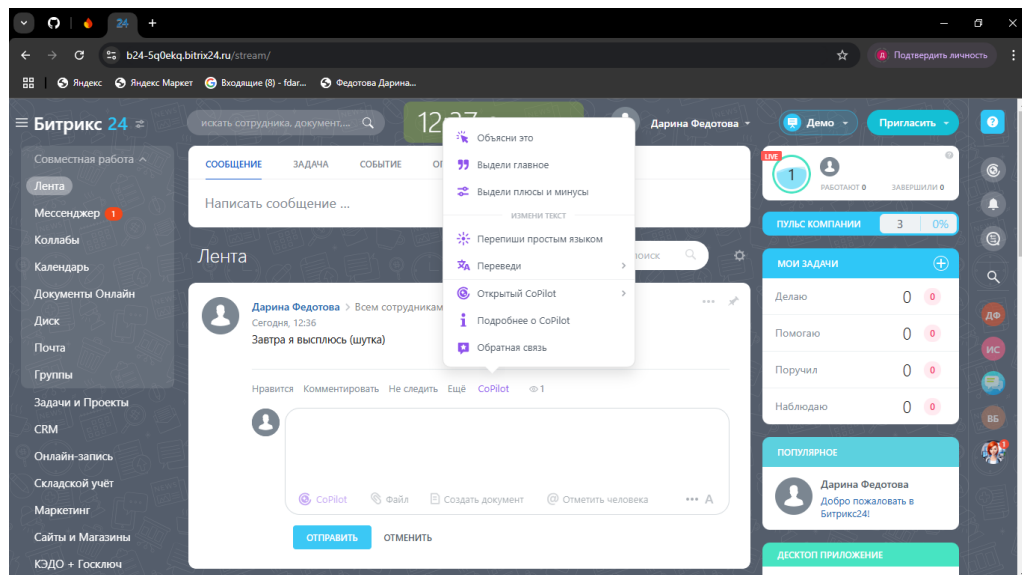 24
b24-5q0ekq.bitrix24.ru/stream/
Подтвердить личность
Яндекс
Яндекс Маркет
Входящие (8) - fdar...
Федотова Дарина...
Битрикс 24
искать сотрудника, документ,...
Дарина Федотова
Демо
Пригласить
Совместная работа
Лента
Мессенджер 1
Коллабы
Календарь
Документы Онлайн
Диск
Почта
Группы
Задачи и Проекты
CRM
Онлайн-запись
Складской учёт
Маркетинг
Сайты и Магазины
КЭДО + Госключ
СООБЩЕНИЕ
ЗАДАЧА
СОБЫТИЕ
Написать сообщение ...
Лента
Дарина Федотова > Всем сотрудникам
Сегодня, 12:36
Завтра я высплюсь (шутка)
Нравится Комментировать Не следить Ещё CoPilot 1
CoPilot
Файл
Создать документ
Отметить человека
A
ОТПРАВИТЬ
ОТМЕНИТЬ
Объясни это
Выдели главное
Выдели плюсы и минусы
ИЗМЕНИ ТЕКСТ
Перепиши простым языком
Переведи
Открытый CoPilot
Подробнее о CoPilot
Обратная связь
LIVE
1
РАБОТАЮТ 0
ЗАВЕРШИЛИ 0
ПУЛЬС КОМПАНИИ 3 0%
МОИ ЗАДАЧИ
Делаю 0 0
Помогаю 0 0
Поручил 0 0
Наблюдаю 0 0
ПОПУЛЯРНОЕ
Дарина Федотова
Добро пожаловать в
Битрикс24!
ДЕСКТОП ПРИЛОЖЕНИЕ
ДФ
ИС
ВБ